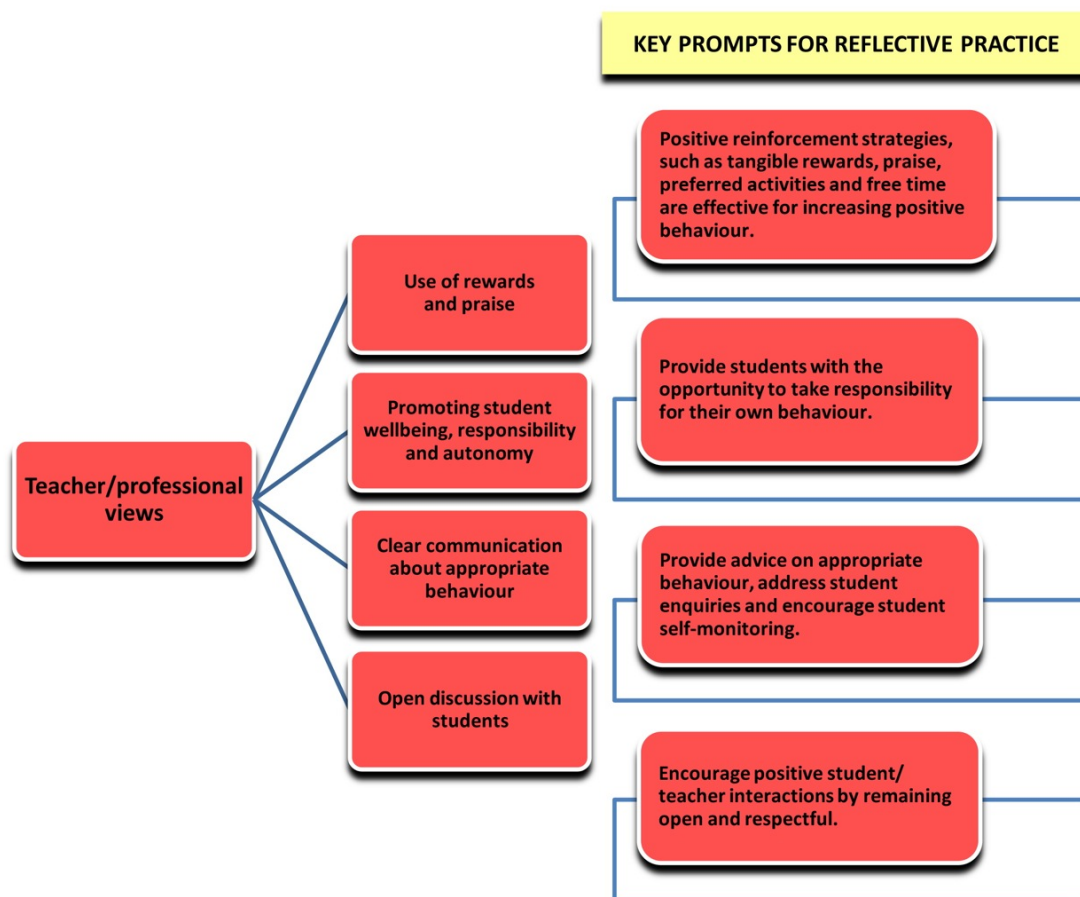 KEY PROMPTS FOR REFLECTIVE PRACTICE
Teacher/professional
views
Use of rewards
and praise
Promoting student
wellbeing, responsibility
and autonomy
Clear communication
about appropriate
behaviour
Open discussion with
students
Positive reinforcement strategies,
such as tangible rewards, praise,
preferred activities and free time
are effective for increasing positive
behaviour.
Provide students with the
opportunity to take responsibility
for their own behaviour.
Provide advice on appropriate
behaviour, address student
enquiries and encourage student
self-monitoring.
Encourage positive student/
teacher interactions by remaining
open and respectful.